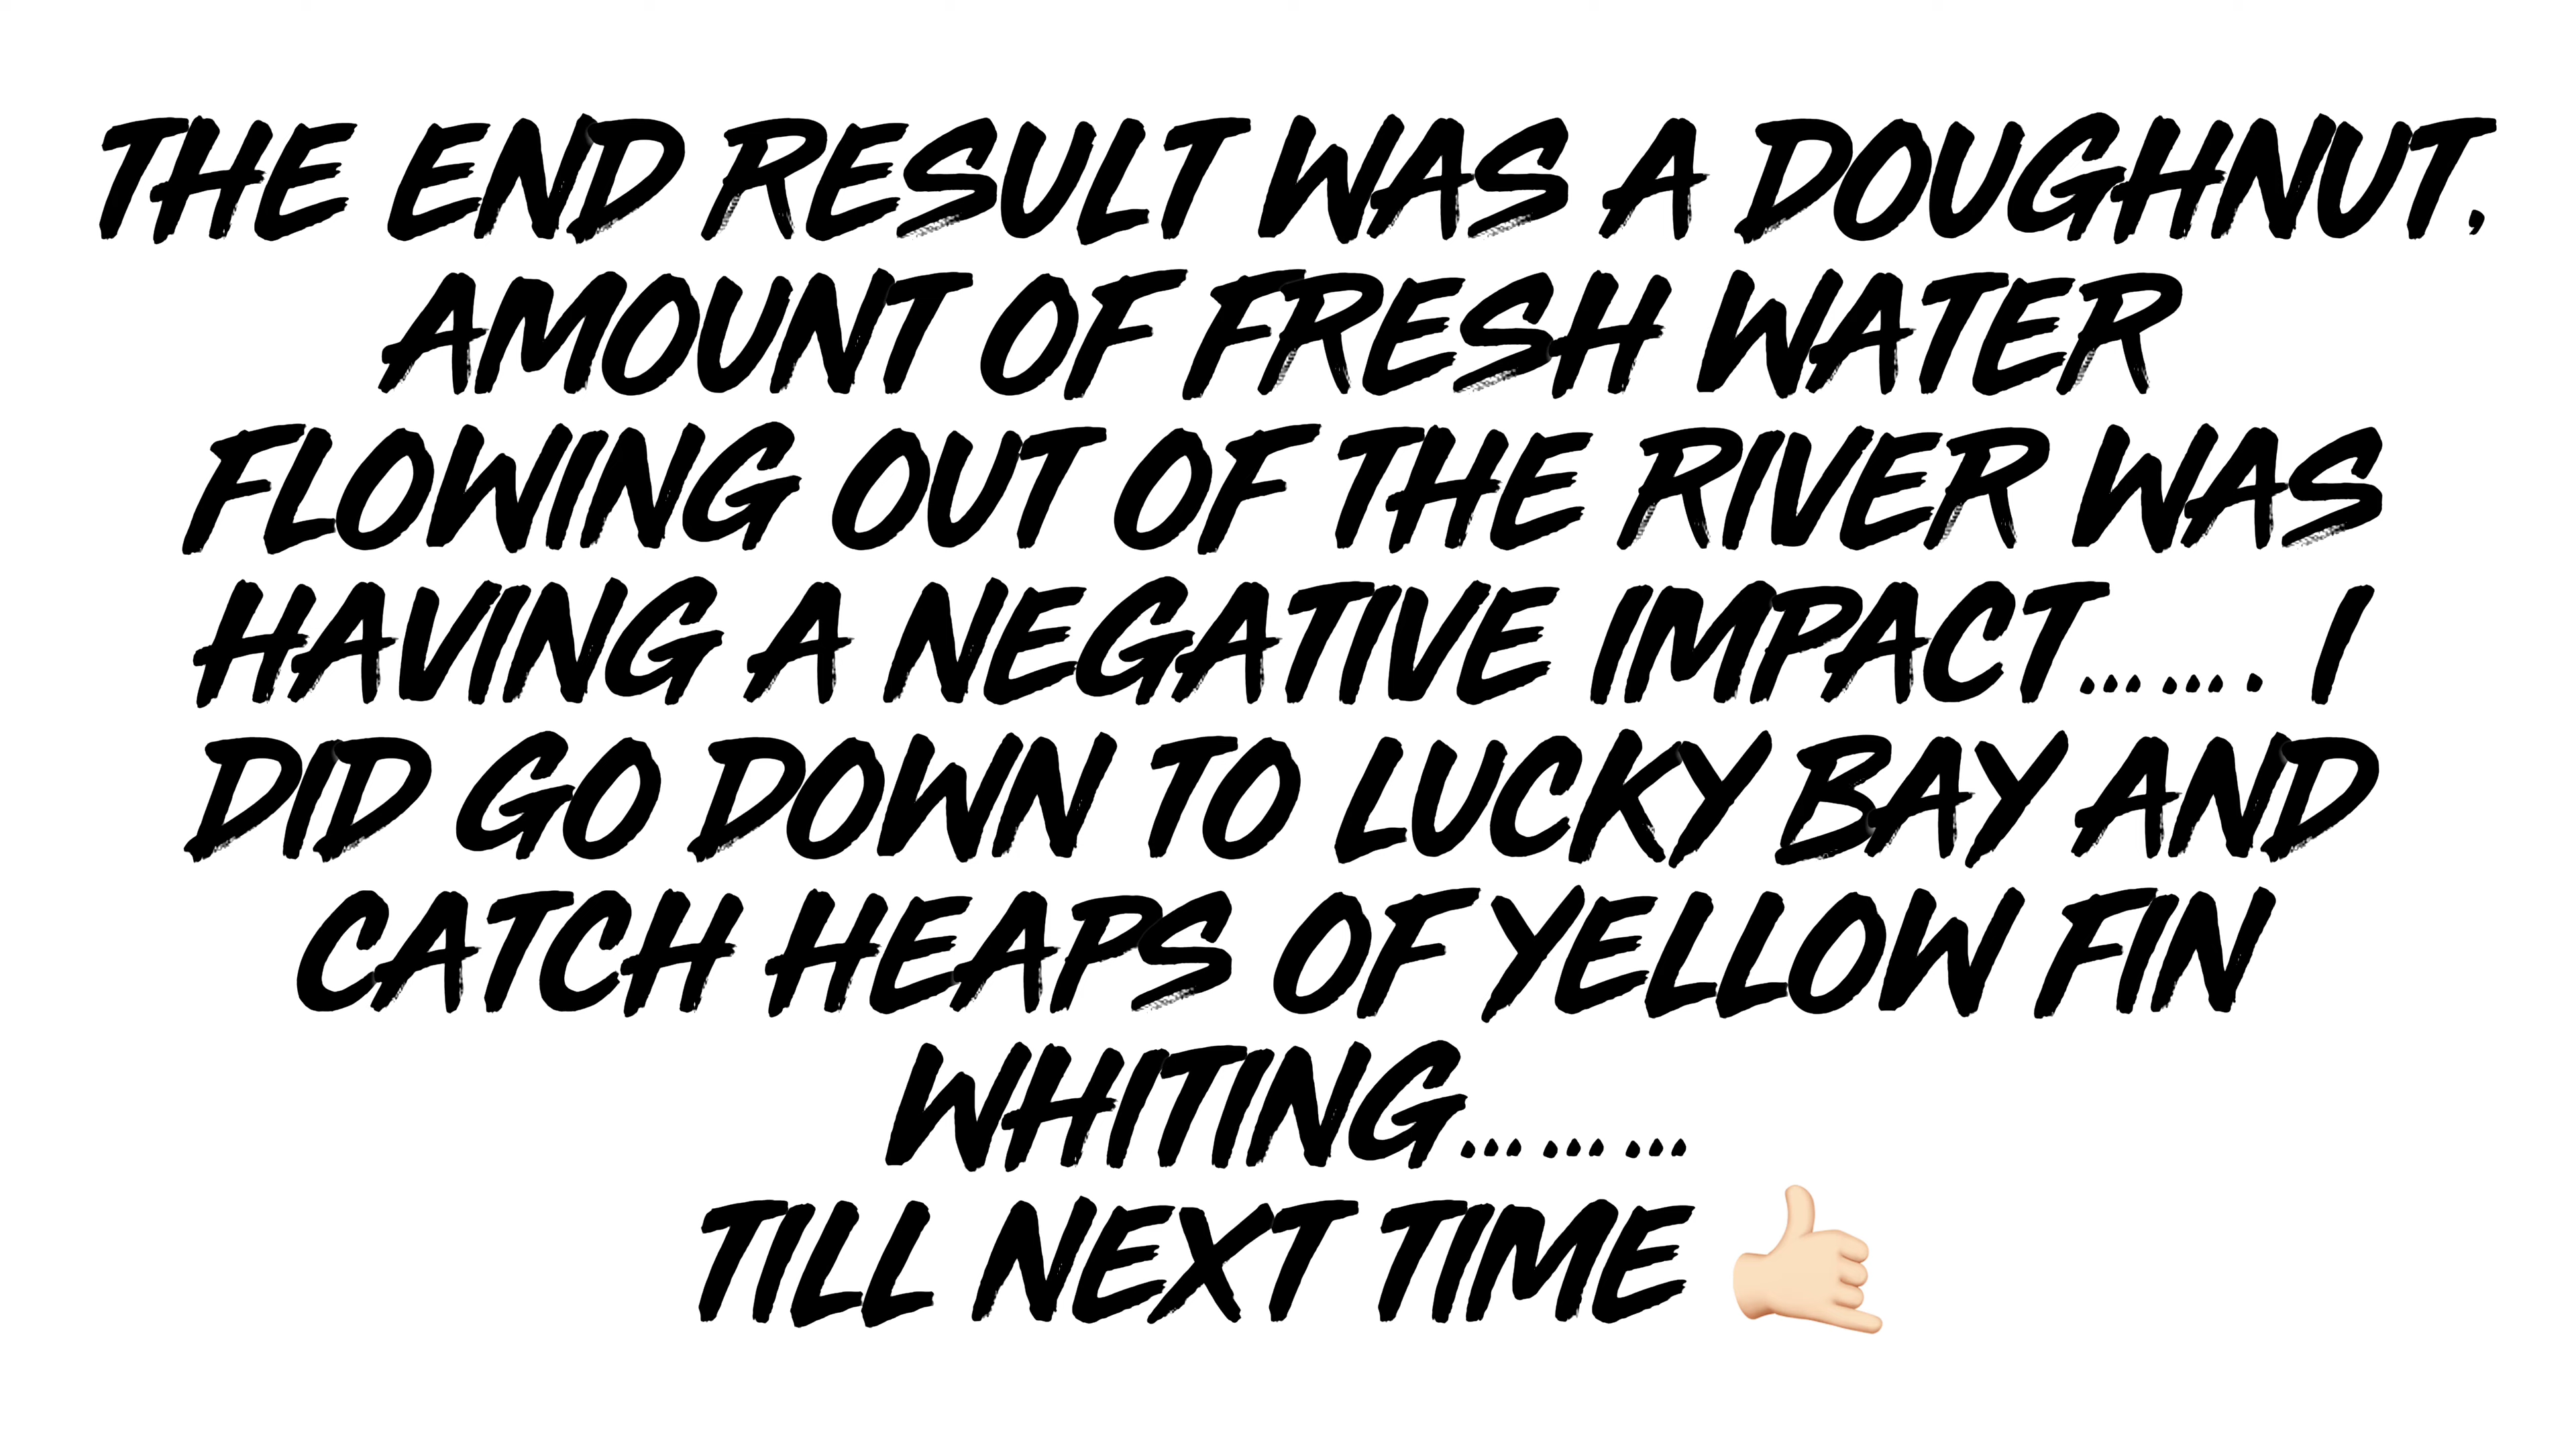 THE END RESULT WAS A DOUGHNUT,
AMOUNT OF FRESH WATER
FLOWING OUT OF THE RIVER WAS
HAVING A NEGATIVE IMPACT……. I
DID GO DOWN TO LUCKY BAY AND
CATCH HEAPS OF YELLOW FIN
WHITING………
TILL NEXT TIME 🤙🏻